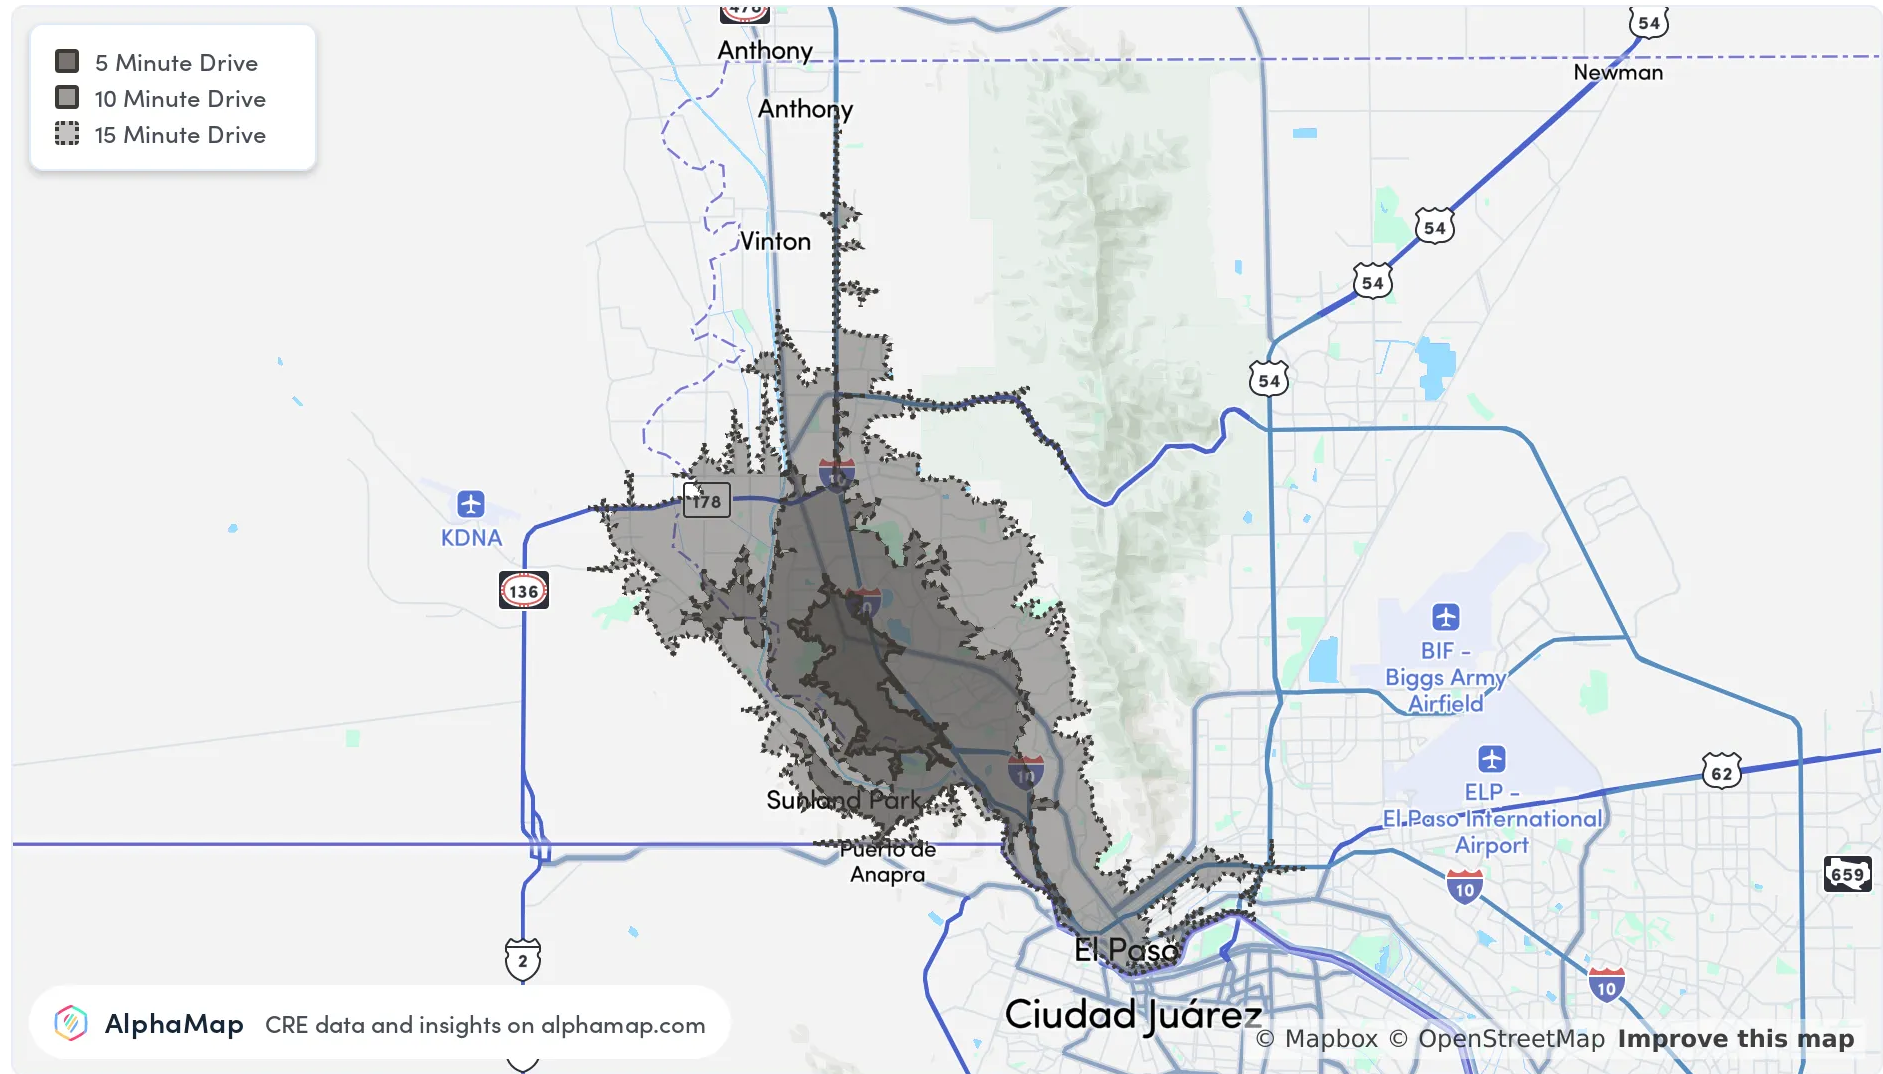 5 Minute Drive
10 Minute Drive
15 Minute Drive
478
Anthony
Anthony
Vinton
54
Newman
54
54
54
10
178
KDNA
136
10
BIF -
Biggs Army
Airfield
10
62
ELP -
El Paso International
Airport
Sunland Park
Puerto de
Anapra
659
10
2
El Paso
10
Ciudad Juárez
AlphaMap CRE data and insights on alphamap.com
© Mapbox © OpenStreetMap Improve this map